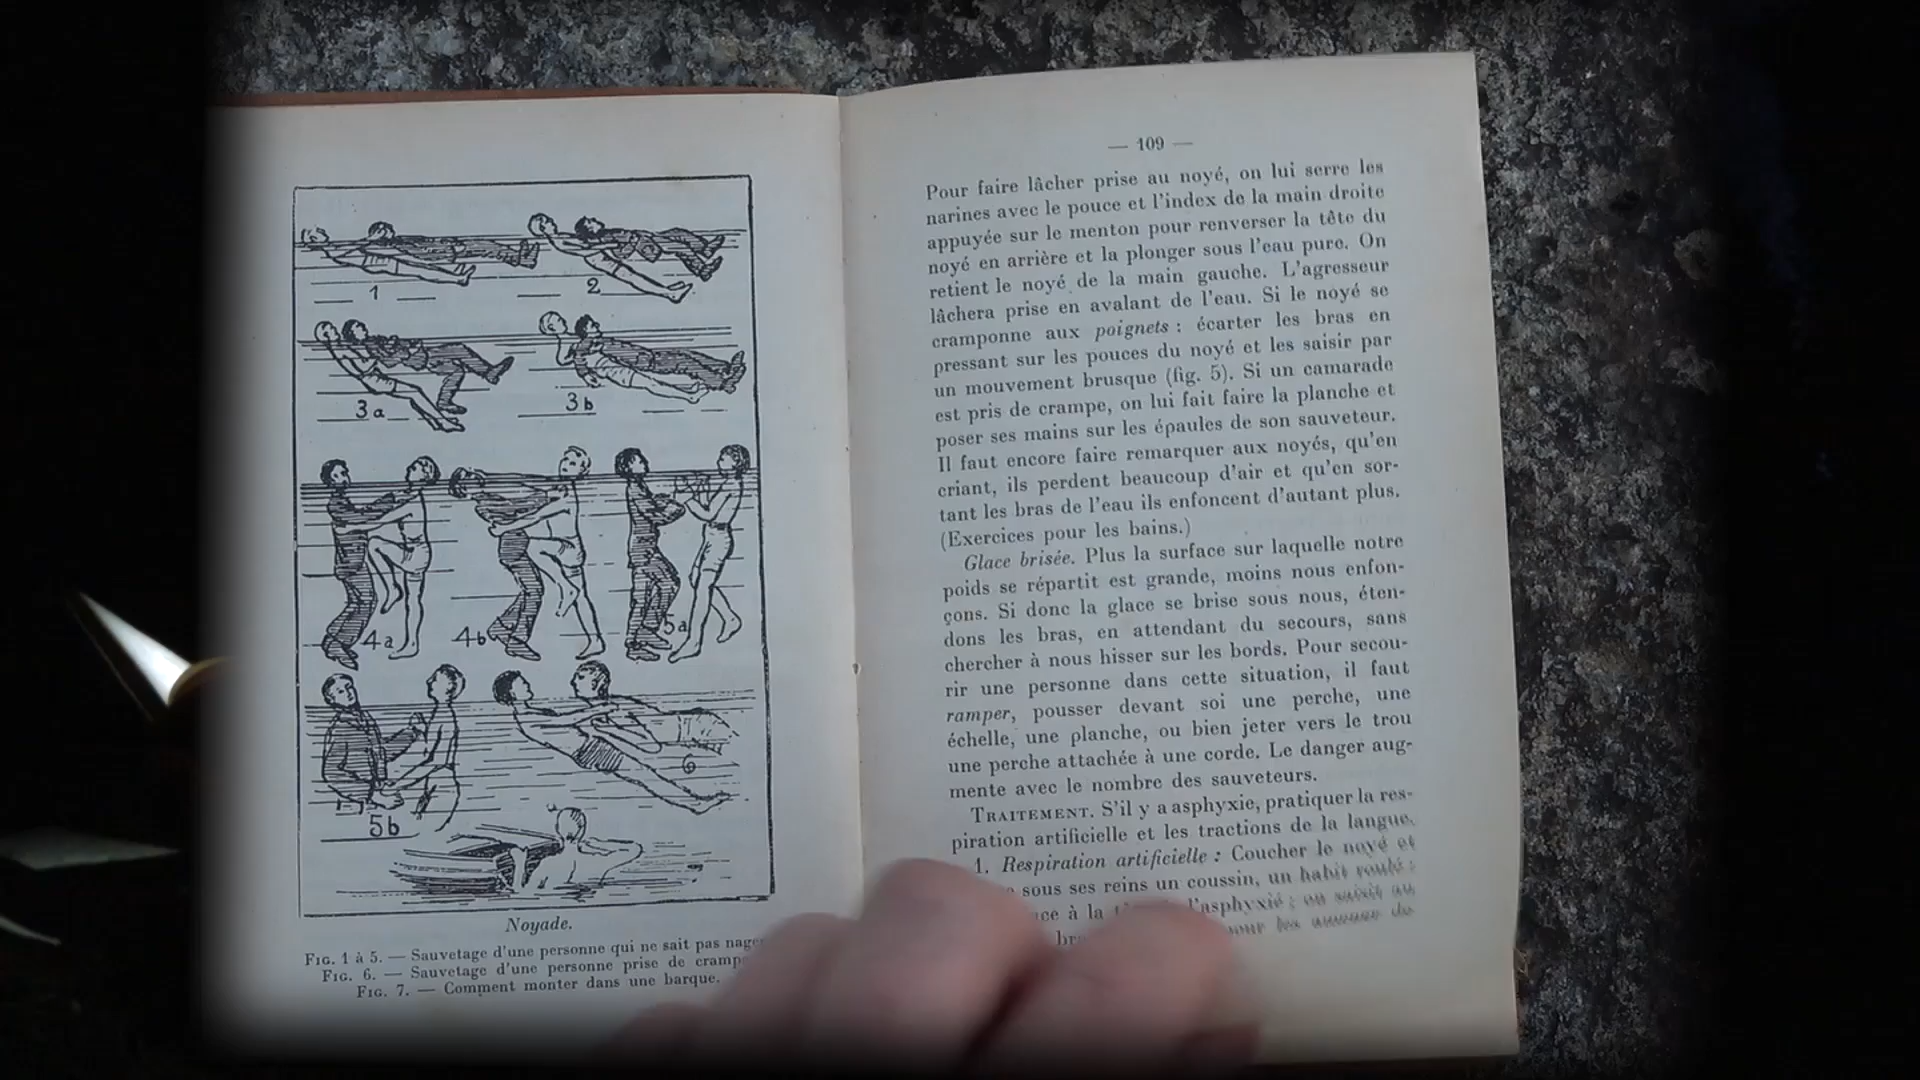 1
2
3a
3b
4a
4b
5a
5b
6
Noyade.
FIG. 1 à 5. — Sauvetage d'une personne qui ne sait pas
FIG. 6. — Sauvetage d'une personne prise de
FIG. 7. — Comment monter dans une barque.
— 109 —
Pour faire lâcher prise au noyé, on lui serre les
narines avec le pouce et l'index de la main droite
appuyée sur le menton pour renverser la tête du
noyé en arrière et la plonger sous l'eau pure. On
retient le noyé de la main gauche. L'agresseur
lâchera prise en avalant de l'eau. Si le noyé se
cramponne aux poignets : écarter les bras en
pressant sur les pouces du noyé et les saisir par
un mouvement brusque (fig. 5). Si un camarade
est pris de crampe, on lui fait faire la planche et
poser ses mains sur les épaules de son sauveteur.
Il faut encore faire remarquer aux noyés, qu'en
criant, ils perdent beaucoup d'air et qu'en sor-
tant les bras de l'eau ils enfoncent d'autant plus.
(Exercices pour les bains.)
Glace brisée. Plus la surface sur laquelle notre
poids se répartit est grande, moins nous enfon-
çons. Si donc la glace se brise sous nous, éten-
dons les bras, en attendant du secours, sans
chercher à nous hisser sur les bords. Pour secou-
rir une personne dans cette situation, il faut
ramper, pousser devant soi une perche, une
échelle, une planche, ou bien jeter vers le trou
une perche attachée à une corde. Le danger aug-
mente avec le nombre des sauveteurs.
TRAITEMENT. S'il y a asphyxie, pratiquer la res-
piration artificielle et les tractions de la langue.
1. Respiration artificielle : Coucher le noyé et
sous ses reins un coussin, un habit roulé ;
à la l'asphyxié ; on saisit au